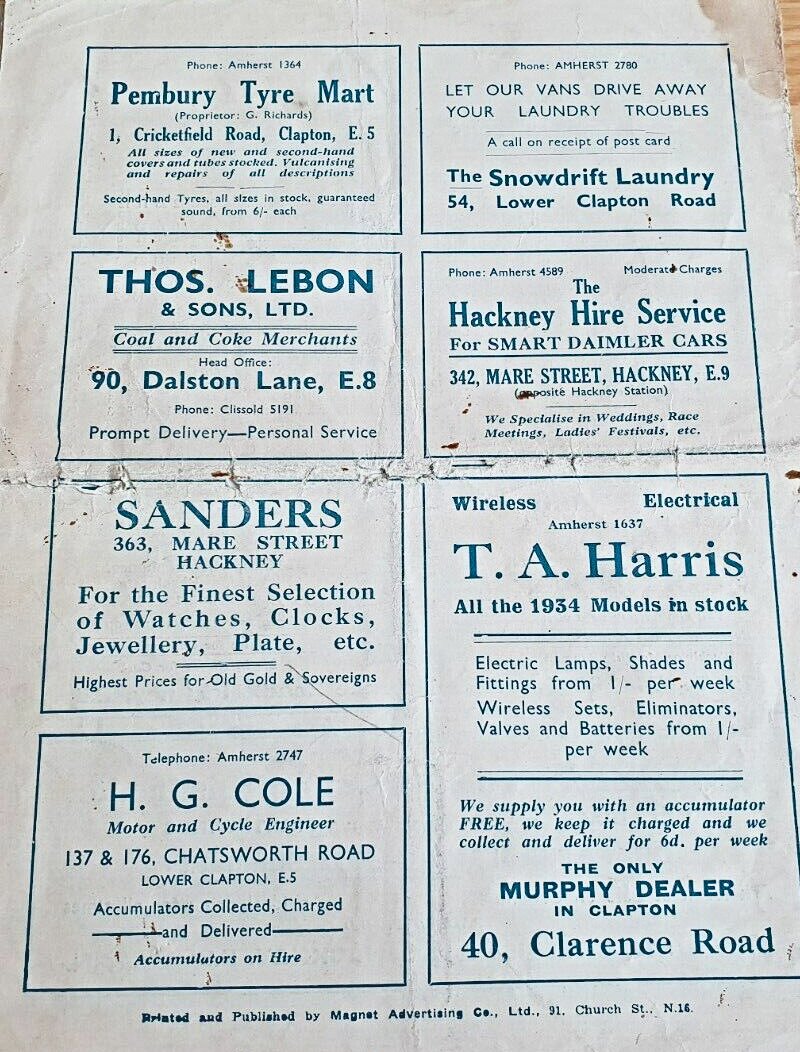 Phone: Amherst 1364
Pembury Tyre Mart
(Proprietor: G. Richards)
1, Cricketfield Road, Clapton, E. 5
All sizes of new and second-hand
covers and tubes stocked. Vulcanising
and repairs of all descriptions
Second-hand Tyres, all sizes in stock, guaranteed
sound, from 6/- each
Phone: AMHERST 2780
LET OUR VANS DRIVE AWAY
YOUR LAUNDRY TROUBLES
A call on receipt of post card
The Snowdrift Laundry
54, Lower Clapton Road
THOS. LEBON
& SONS, LTD.
Coal and Coke Merchants
Head Office:
90, Dalston Lane, E.8
Phone: Clissold 5191
Prompt Delivery—Personal Service
Phone: Amherst 4589 Moderate Charges
The
Hackney Hire Service
For SMART DAIMLER CARS
342, MARE STREET, HACKNEY, E.9
(opposite Hackney Station)
We Specialise in Weddings, Race
Meetings, Ladies' Festivals, etc.
SANDERS
363, MARE STREET
HACKNEY
For the Finest Selection
of Watches, Clocks,
Jewellery, Plate, etc.
Highest Prices for Old Gold & Sovereigns
Wireless Electrical
Amherst 1637
T. A. Harris
All the 1934 Models in stock
Electric Lamps, Shades and
Fittings from 1/- per week
Wireless Sets, Eliminators,
Valves and Batteries from 1/-
per week
We supply you with an accumulator
FREE, we keep it charged and we
collect and deliver for 6d. per week
THE ONLY
MURPHY DEALER
IN CLAPTON
40, Clarence Road
Telephone: Amherst 2747
H. G. COLE
Motor and Cycle Engineer
137 & 176, CHATSWORTH ROAD
LOWER CLAPTON, E.5
Accumulators Collected, Charged
and Delivered
Accumulators on Hire
Printed and Published by Magnet Advertising Co., Ltd., 91, Church St., N.16.